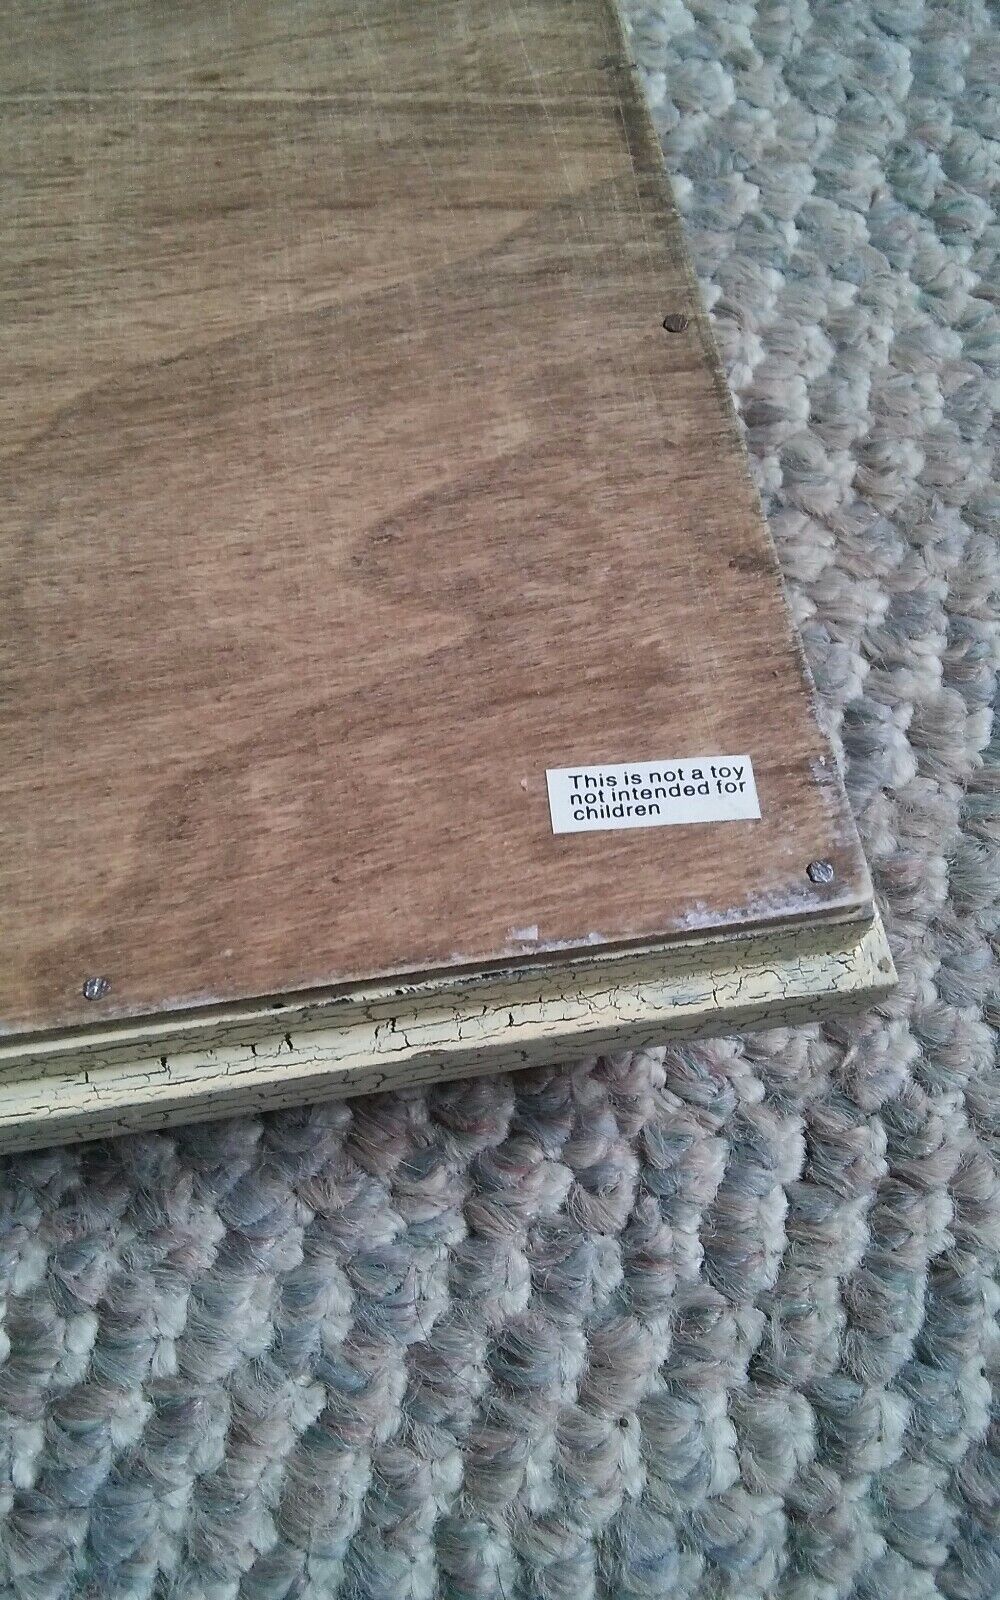 This is not a toy
not intended for
children